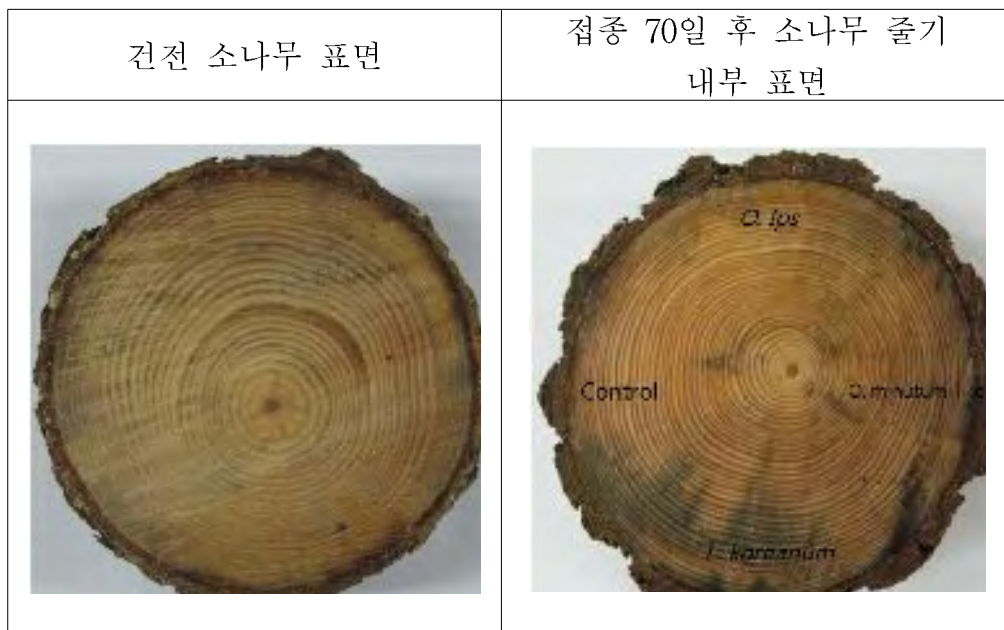 건전 소나무 표면
접종 70일 후 소나무 줄기
내부 표면
O. ips
Control
O. minutum
L. koreanum